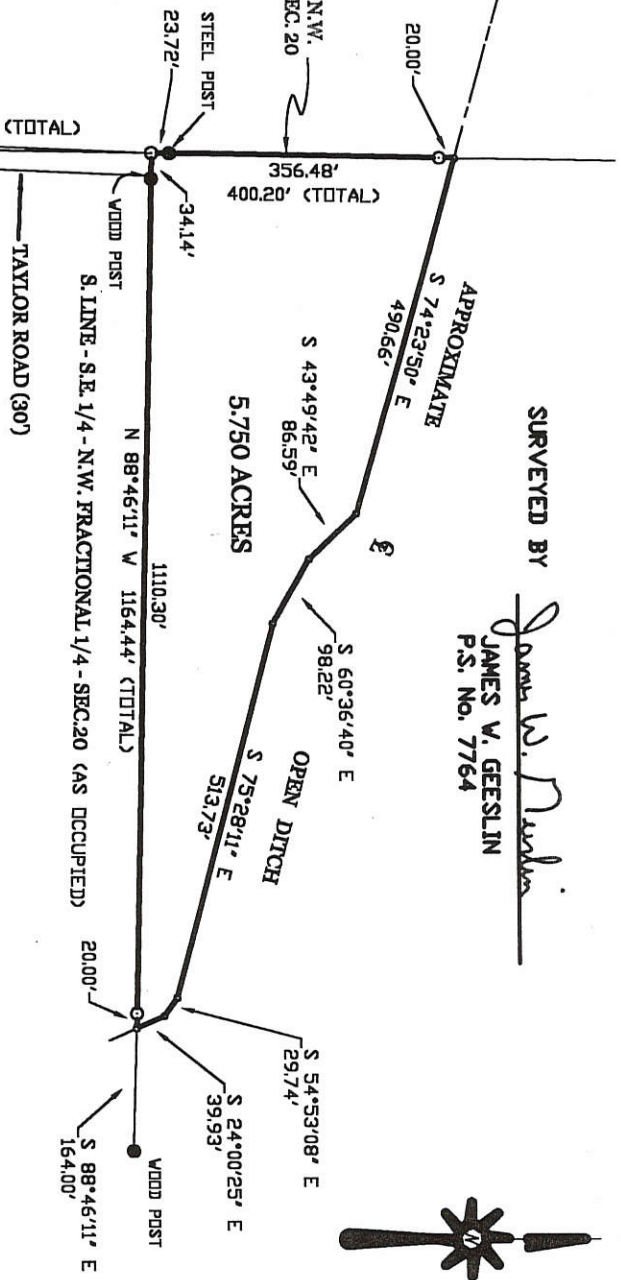 SURVEYED BY
James W. Geeslin
JAMES W. GEESLIN
P.S. No. 7764
N
N.W.
EC. 20
20.00'
356.48'
400.20' (TOTAL)
STEEL POST
23.72'
34.14'
WOOD POST
(TOTAL)
TAYLOR ROAD (30')
APPROXIMATE
S 74°23'50" E
490.66'
S 43°49'42" E
86.59'
℄
5.750 ACRES
S 60°36'40" E
98.22'
OPEN DITCH
S 75°28'11" E
513.73'
S 54°53'08" E
29.74'
S 24°00'25" E
39.93'
20.00'
WOOD POST
S 88°46'11" E
164.00'
1110.30'
N 88°46'11" W 1164.44' (TOTAL)
S. LINE - S.E. 1/4 - N.W. FRACTIONAL 1/4 - SEC.20 (AS OCCUPIED)